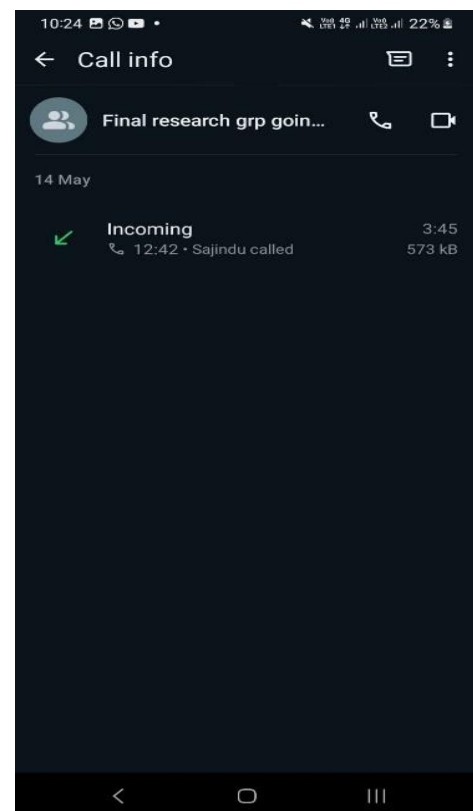 10:24 22%
Call info
Final research grp goin...
14 May
Incoming 3:45
12:42 • Sajindu called 573 kB